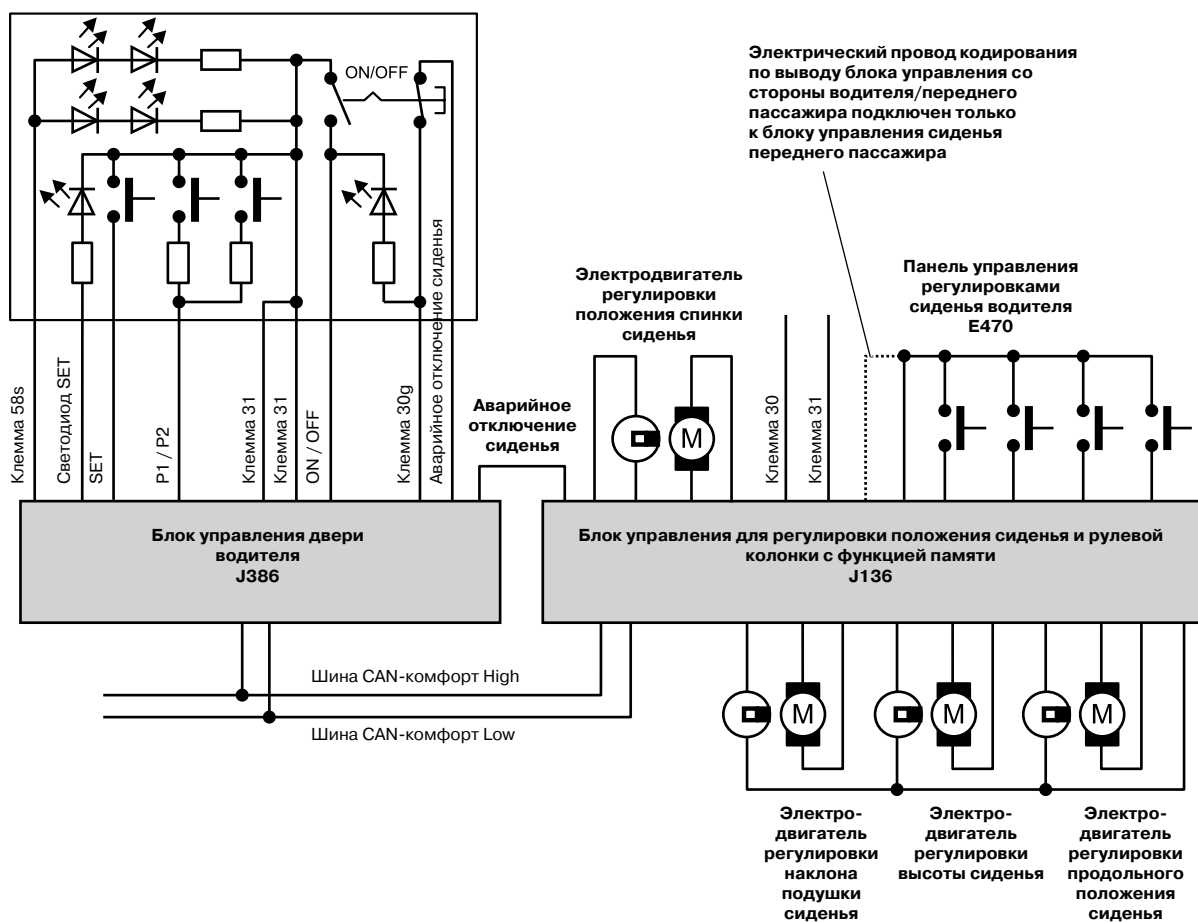 Электрический провод кодирования
по выводу блока управления со
стороны водителя/переднего
пассажира подключен только
к блоку управления сиденья
переднего пассажира
ON/OFF
Клемма 58s
Светодиод SET
SET
P1 / P2
Клемма 31
Клемма 31
ON / OFF
Клемма 30g
Аварийное отключение сиденья
Аварийное
отключение
сиденья
Электродвигатель
регулировки
положения спинки
сиденья
M
Клемма 30
Клемма 31
Панель управления
регулировками
сиденья водителя
E470
Блок управления двери
водителя
J386
Блок управления для регулировки положения сиденья и рулевой
колонки с функцией памяти
J136
Шина CAN-комфорт High
Шина CAN-комфорт Low
M
M
M
Электро-
двигатель
регулировки
наклона
подушки
сиденья
Электро-
двигатель
регулировки
высоты сиденья
Электро-
двигатель
регулировки
продольного
положения
сиденья